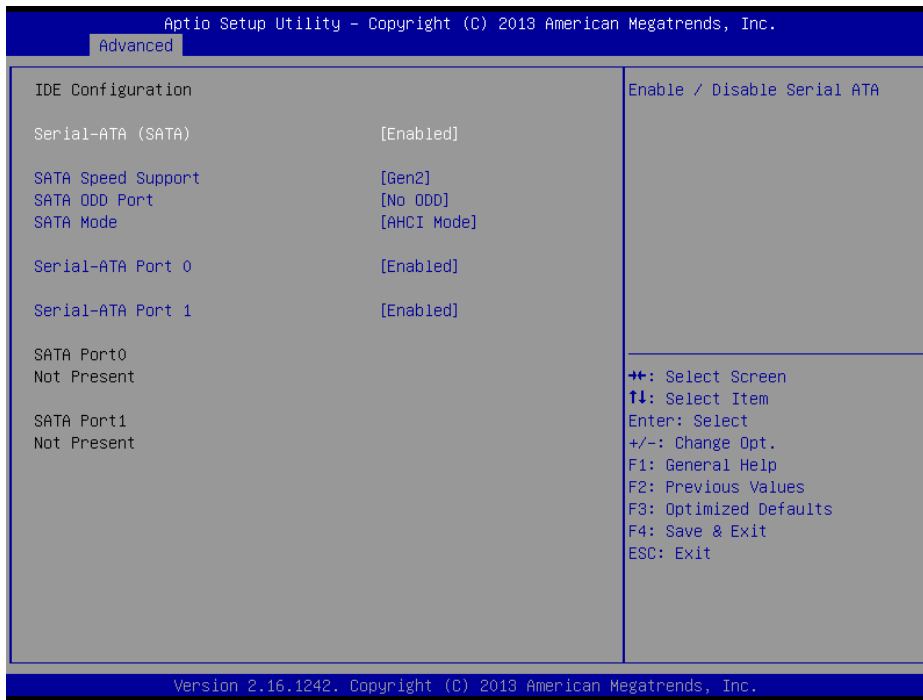 Aptio Setup Utility – Copyright (C) 2013 American Megatrends, Inc.
Advanced
IDE Configuration
Serial-ATA (SATA) [Enabled]
SATA Speed Support [Gen2]
SATA ODD Port [No ODD]
SATA Mode [AHCI Mode]
Serial-ATA Port 0 [Enabled]
Serial-ATA Port 1 [Enabled]
SATA Port0
Not Present
SATA Port1
Not Present
Enable / Disable Serial ATA
→←: Select Screen
↑↓: Select Item
Enter: Select
+/-: Change Opt.
F1: General Help
F2: Previous Values
F3: Optimized Defaults
F4: Save & Exit
ESC: Exit
Version 2.16.1242. Copyright (C) 2013 American Megatrends, Inc.